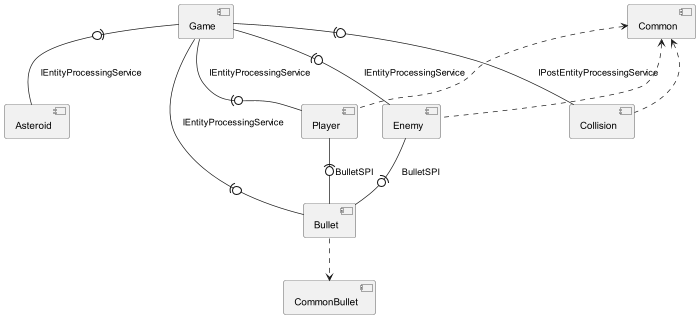 Game
Common
IEntityProcessingService
IEntityProcessingService
IEntityProcessingService
IPostEntityProcessingService
IEntityProcessingService
Asteroid
Player
Enemy
Collision
BulletSPI
BulletSPI
Bullet
CommonBullet